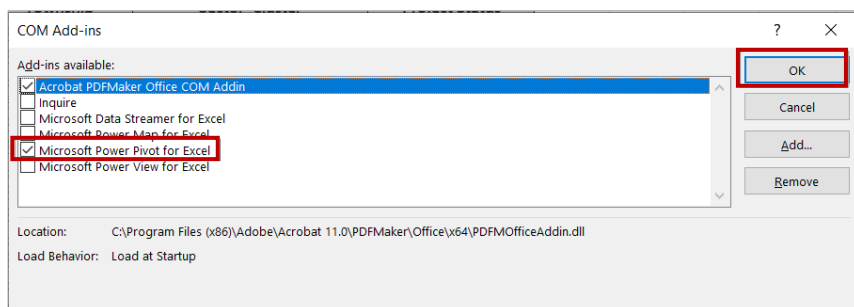 COM Add-ins
?
Add-ins available:
OK
Acrobat PDFMaker Office COM Addin
Inquire
Cancel
Microsoft Data Streamer for Excel
Microsoft Power Map for Excel
Add...
Microsoft Power Pivot for Excel
Microsoft Power View for Excel
Remove
Location: C:\Program Files (x86)\Adobe\Acrobat 11.0\PDFMaker\Office\x64\PDFMOfficeAddin.dll
Load Behavior: Load at Startup